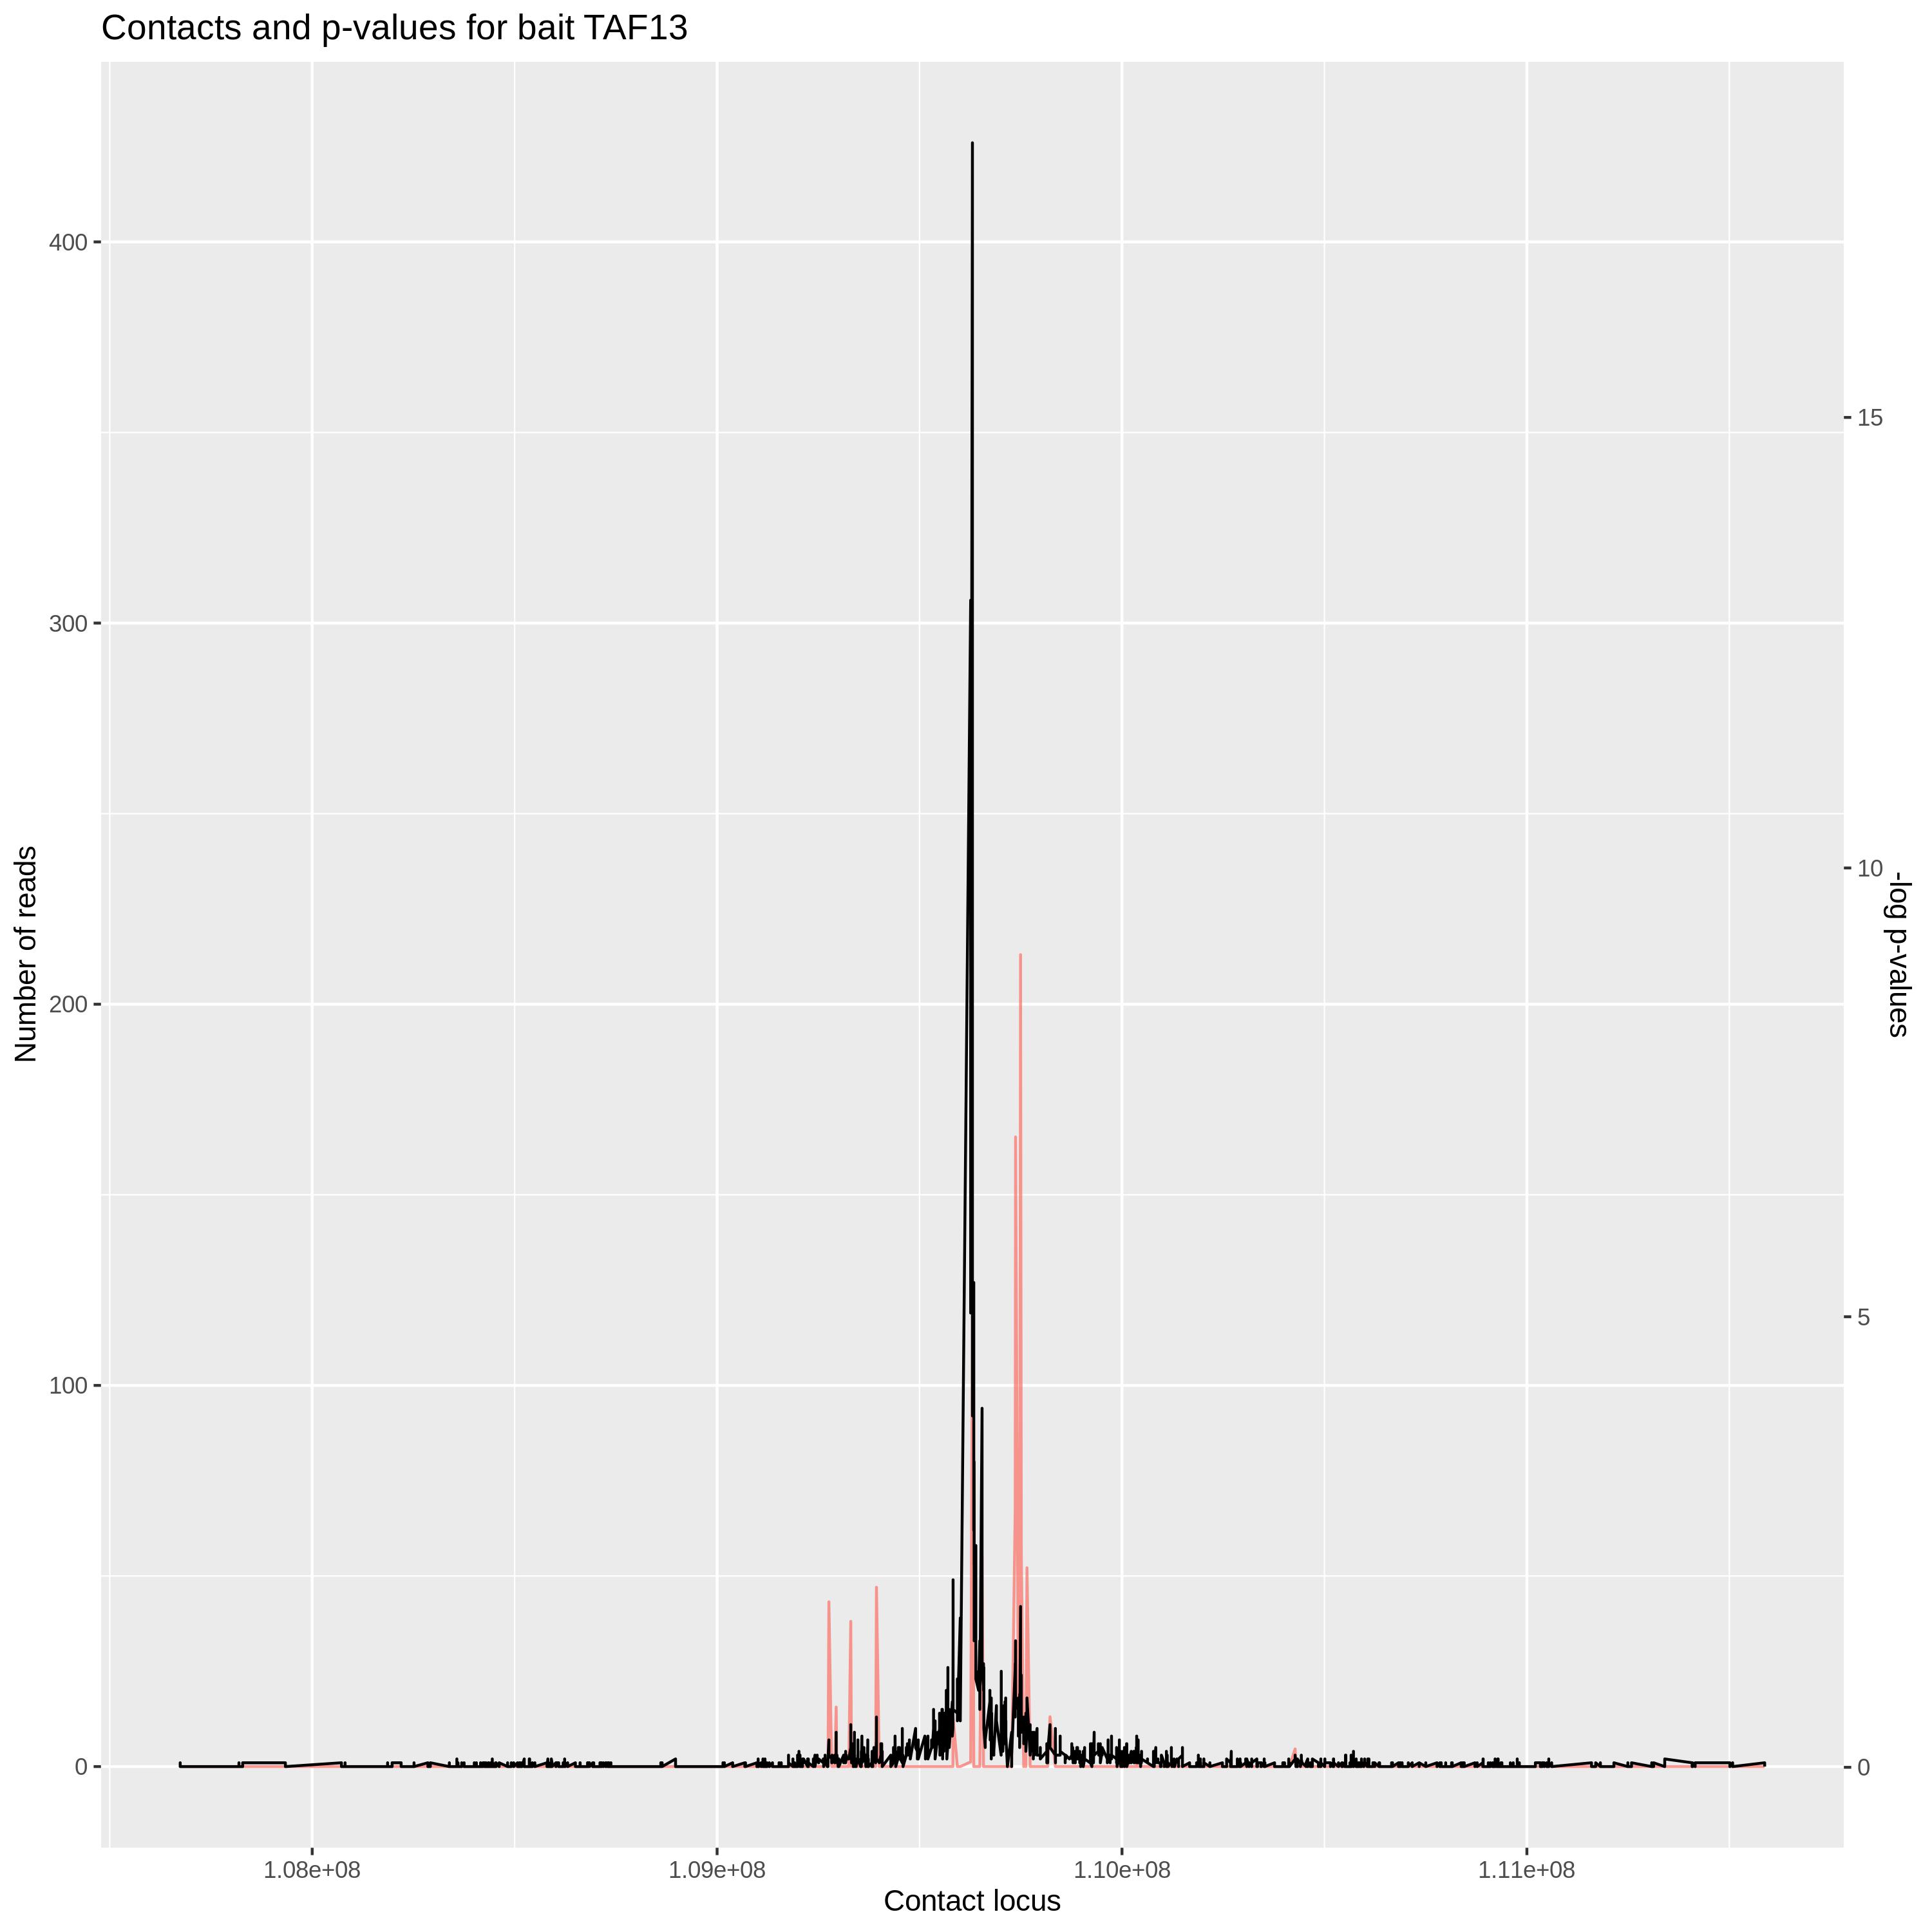 Contacts and p-values for bait TAF13
Number of reads
400
300
200
100
0
15
10
5
0
-log p-values
1.08e+08
1.09e+08
1.10e+08
1.11e+08
Contact locus